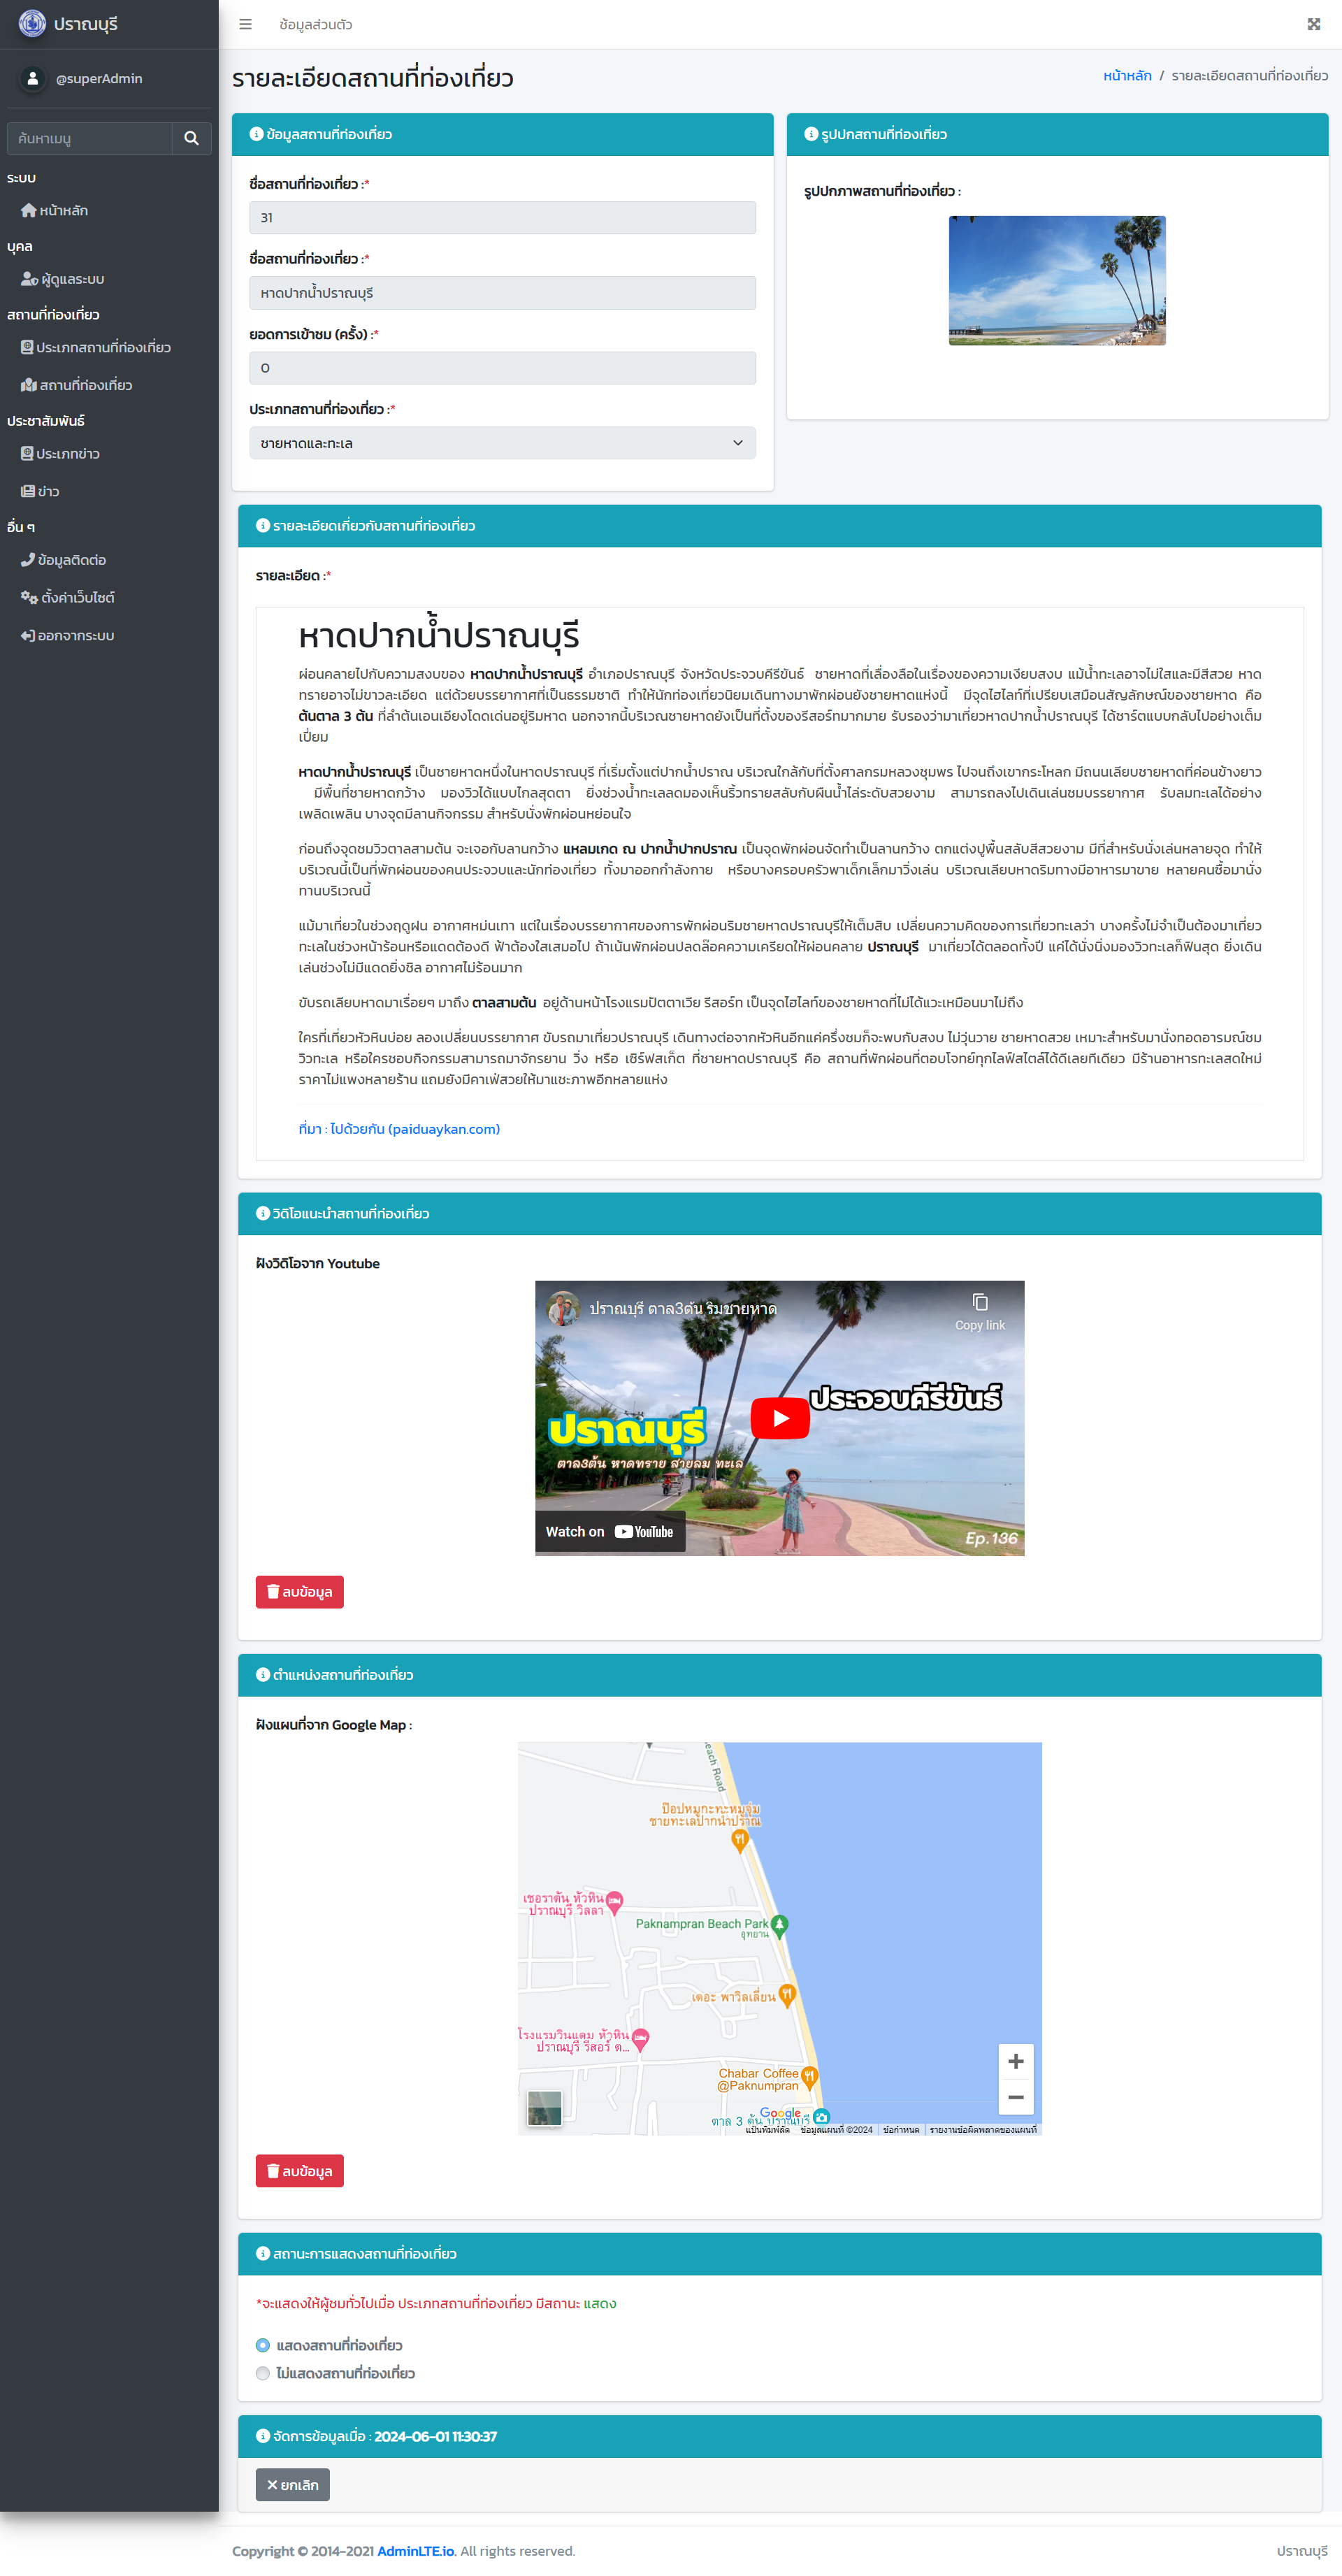 ปราณบุรี
ข้อมูลส่วนตัว
@superAdmin
ค้นหาเมนู
ระบบ
หน้าหลัก
บุคล
ผู้ดูแลระบบ
สถานที่ท่องเที่ยว
ประเภทสถานที่ท่องเที่ยว
สถานที่ท่องเที่ยว
ประชาสัมพันธ์
ประเภทข่าว
ข่าว
อื่น ๆ
ข้อมูลติดต่อ
ตั้งค่าเว็บไซต์
ออกจากระบบ
รายละเอียดสถานที่ท่องเที่ยว
หน้าหลัก / รายละเอียดสถานที่ท่องเที่ยว
ข้อมูลสถานที่ท่องเที่ยว
ชื่อสถานที่ท่องเที่ยว :*
31
ชื่อสถานที่ท่องเที่ยว :*
หาดปากน้ำปราณบุรี
ยอดการเข้าชม (ครั้ง) :*
0
ประเภทสถานที่ท่องเที่ยว :*
ชายหาดและทะเล
รูปปกสถานที่ท่องเที่ยว
รูปปกภาพสถานที่ท่องเที่ยว :
รายละเอียดเกี่ยวกับสถานที่ท่องเที่ยว
รายละเอียด :*
หาดปากน้ำปราณบุรี
ผ่อนคลายไปกับความสงบของ หาดปากน้ำปราณบุรี อำเภอปราณบุรี จังหวัดประจวบคีรีขันธ์ ชายหาดที่เลื่องลือในเรื่องของความเงียบสงบ แม้น้ำทะเลอาจไม่ใสและมีสีสวย หาด
ทรายอาจไม่ขาวละเอียด แต่ด้วยบรรยากาศที่เป็นธรรมชาติ ทำให้นักท่องเที่ยวนิยมเดินทางมาพักผ่อนยังชายหาดแห่งนี้ มีจุดไฮไลท์ที่เปรียบเสมือนสัญลักษณ์ของชายหาด คือ
ต้นตาล 3 ต้น ที่ลำต้นเอนเอียงโดดเด่นอยู่ริมหาด นอกจากนี้บริเวณชายหาดยังเป็นที่ตั้งของรีสอร์ทมากมาย รับรองว่ามาเที่ยวหาดปากน้ำปราณบุรี ได้ชาร์ตแบบกลับไปอย่างเต็ม
เปี่ยม
หาดปากน้ำปราณบุรี เป็นชายหาดหนึ่งในหาดปราณบุรี ที่เริ่มตั้งแต่ปากน้ำปราณ บริเวณใกล้กับที่ตั้งศาลกรมหลวงชุมพร ไปจนถึงเขากระโหลก มีถนนเลียบชายหาดที่ค่อนข้างยาว
มีพื้นที่ชายหาดกว้าง มองวิวได้แบบไกลสุดตา ยิ่งช่วงน้ำทะเลลดมองเห็นริ้วทรายสลับกับผืนน้ำไล่ระดับสวยงาม สามารถลงไปเดินเล่นชมบรรยากาศ รับลมทะเลได้อย่าง
เพลิดเพลิน บางจุดมีลานกิจกรรม สำหรับนั่งพักผ่อนหย่อนใจ
ก่อนถึงจุดชมวิวตาลสามต้น จะเจอกับลานกว้าง แหลมเกด ณ ปากน้ำปากปราณ เป็นจุดพักผ่อนจัดทำเป็นลานกว้าง ตกแต่งปูพื้นสลับสีสวยงาม มีที่สำหรับนั่งเล่นหลายจุด ทำให้
บริเวณนี้เป็นที่พักผ่อนของคนประจวบและนักท่องเที่ยว ทั้งมาออกกำลังกาย หรือบางครอบครัวพาเด็กเล็กมาวิ่งเล่น บริเวณเลียบหาดริมทางมีอาหารมาขาย หลายคนซื้อมานั่ง
ทานบริเวณนี้
แม้มาเที่ยวในช่วงฤดูฝน อากาศหม่นเทา แต่ในเรื่องบรรยากาศของการพักผ่อนริมชายหาดปราณบุรีให้เต็มสิบ เปลี่ยนความคิดของการเที่ยวทะเลว่า บางครั้งไม่จำเป็นต้องมาเที่ยว
ทะเลในช่วงหน้าร้อนหรือแดดต้องดี ฟ้าต้องใสเสมอไป ถ้าเน้นพักผ่อนปลดล๊อคความเครียดให้ผ่อนคลาย ปราณบุรี มาเที่ยวได้ตลอดทั้งปี แค่ได้นั่งนิ่งมองวิวทะเลก็ฟินสุด ยิ่งเดิน
เล่นช่วงไม่มีแดดยิ่งชิล อากาศไม่ร้อนมาก
ขับรถเลียบหาดมาเรื่อยๆ มาถึง ตาลสามต้น อยู่ด้านหน้าโรงแรมปัตตาเวีย รีสอร์ท เป็นจุดไฮไลท์ของชายหาดที่ไม่ได้แวะเหมือนมาไม่ถึง
ใครที่เที่ยวหัวหินบ่อย ลองเปลี่ยนบรรยากาศ ขับรถมาเที่ยวปราณบุรี เดินทางต่อจากหัวหินอีกแค่ครึ่งชมก็จะพบกับสงบ ไม่วุ่นวาย ชายหาดสวย เหมาะสำหรับมานั่งทอดอารมณ์ชม
วิวทะเล หรือใครชอบกิจกรรมสามารถมาจักรยาน วิ่ง หรือ เซิร์ฟสเก็ต ที่ชายหาดปราณบุรี คือ สถานที่พักผ่อนที่ตอบโจทย์ทุกไลฟ์สไตล์ได้ดีเลยทีเดียว มีร้านอาหารทะเลสดใหม่
ราคาไม่แพงหลายร้าน แถมยังมีคาเฟ่สวยให้มาแชะภาพอีกหลายแห่ง
ที่มา : ไปด้วยกัน (paiduaykan.com)
วิดิโอแนะนำสถานที่ท่องเที่ยว
ฝังวิดิโอจาก Youtube
ปราณบุรี ตาล3ต้น ริมชายหาด
Copy link
ประจวบคีรีขันธ์
ปราณบุรี
ตาล3ต้น หาดทราย สายลม ทะเล
Watch on YouTube
Ep.136
ลบข้อมูล
ตำแหน่งสถานที่ท่องเที่ยว
ฝังแผนที่จาก Google Map :
each Road
ป๊อปหมูกะทะหมูจุ่ม
ชายทะเลปากน้ำปราณ
เชอราตัน หัวหิน
ปราณบุรี วิลลา
Paknampran Beach Park
อุทยาน
เดอะ พาวิลเลี่ยน
โรงแรมวินแดม หัวหิน
ปราณบุรี รีสอร์ ต...
Chabar Coffee
@Paknumpran
ตาล 3 ต้น ปราณบุรี
Google
แป้นพิมพ์ลัด ข้อมูลแผนที่ ©2024 ข้อกำหนด รายงานข้อผิดพลาดของแผนที่
ลบข้อมูล
สถานะการแสดงสถานที่ท่องเที่ยว
*จะแสดงให้ผู้ชมทั่วไปเมื่อ ประเภทสถานที่ท่องเที่ยว มีสถานะ แสดง
แสดงสถานที่ท่องเที่ยว
ไม่แสดงสถานที่ท่องเที่ยว
จัดการข้อมูลเมื่อ : 2024-06-01 11:30:37
ยกเลิก
Copyright © 2014-2021 AdminLTE.io. All rights reserved.
ปราณบุรี